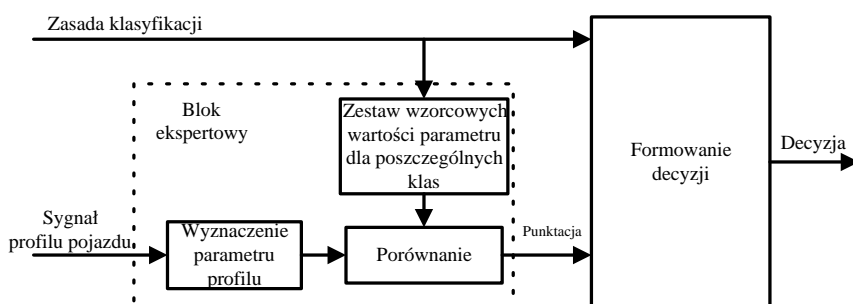 Zasada klasyfikacji
Blok
ekspertowy
Zestaw wzorcowych
wartości parametru
dla poszczególnych
klas
Formowanie
decyzji
Decyzja
Sygnał
profilu pojazdu
Wyznaczenie
parametru
profilu
Porównanie
Punktacja